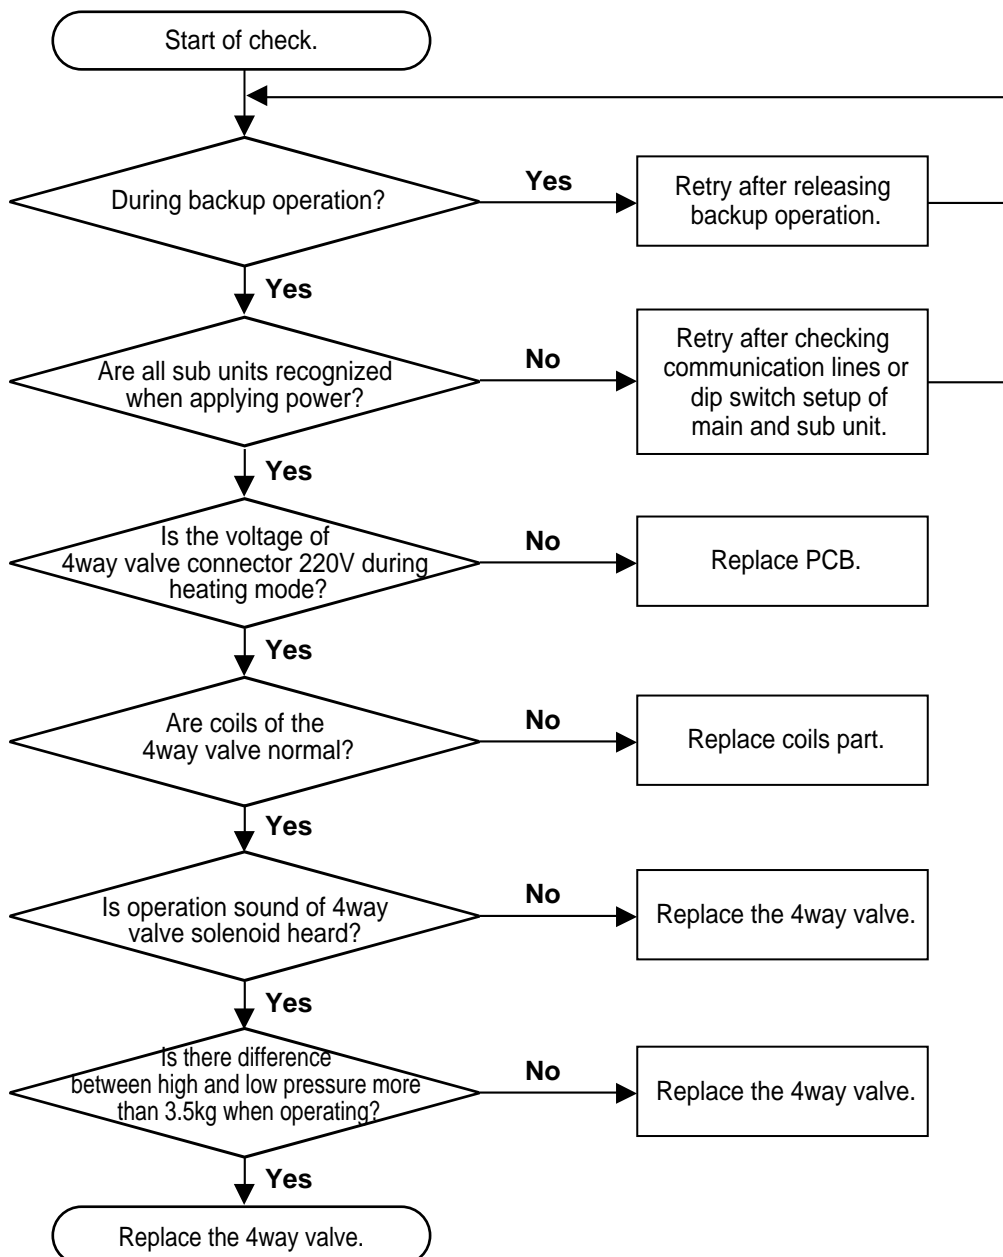 Start of check.
During backup operation?
Yes
Retry after releasing
backup operation.
Yes
Are all sub units recognized
when applying power?
No
Retry after checking
communication lines or
dip switch setup of
main and sub unit.
Yes
Is the voltage of
4way valve connector 220V during
heating mode?
No
Replace PCB.
Yes
Are coils of the
4way valve normal?
No
Replace coils part.
Yes
Is operation sound of 4way
valve solenoid heard?
No
Replace the 4way valve.
Yes
Is there difference
between high and low pressure more
than 3.5kg when operating?
No
Replace the 4way valve.
Yes
Replace the 4way valve.